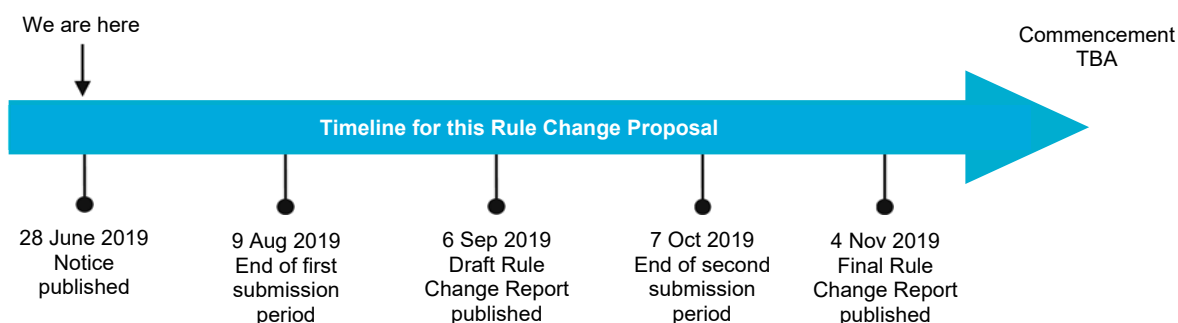 We are here
Commencement
TBA
Timeline for this Rule Change Proposal
28 June 2019
Notice
published
9 Aug 2019
End of first
submission
period
6 Sep 2019
Draft Rule
Change Report
published
7 Oct 2019
End of second
submission
period
4 Nov 2019
Final Rule
Change Report
published